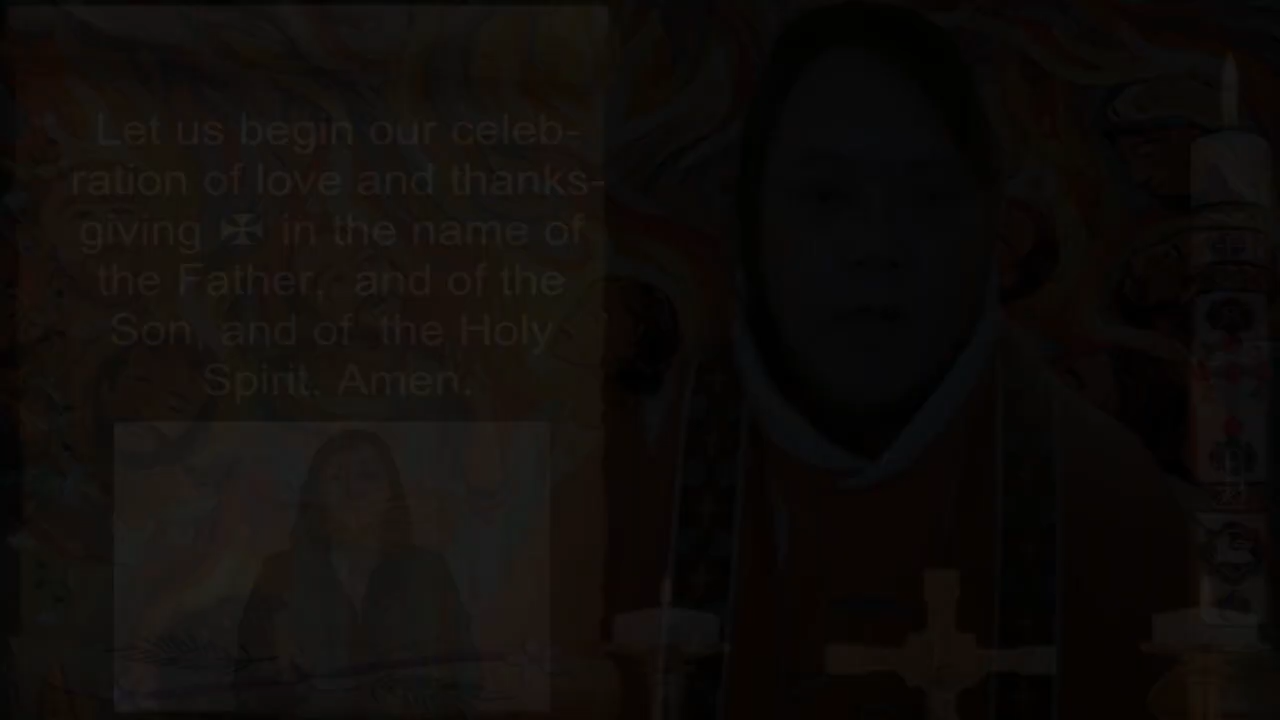 Let us begin our celeb-
ration of love and thanks-
giving ✠ in the name of
the Father, and of the
Son, and of the Holy
Spirit. Amen.